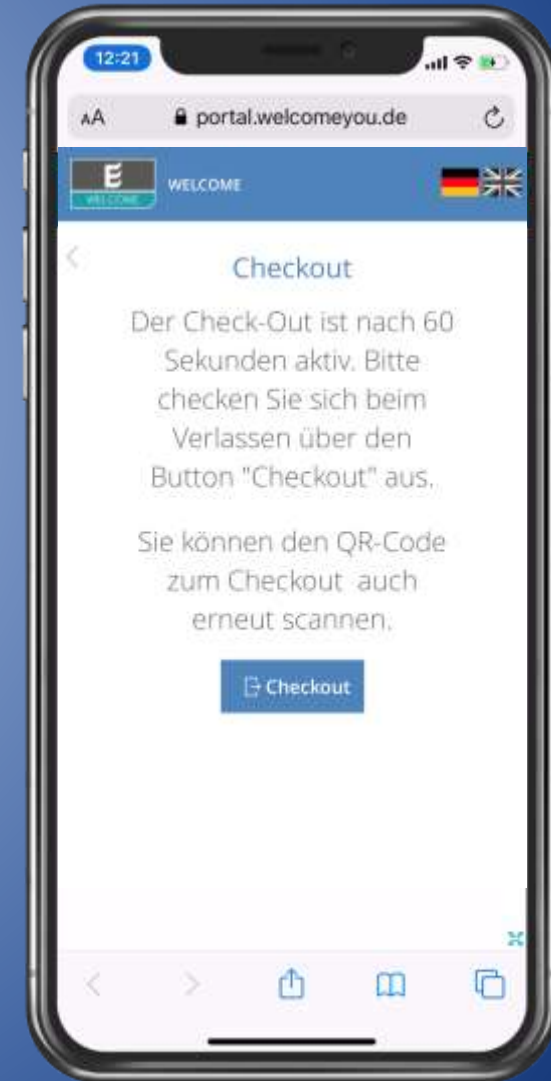 12:21
AA portal.welcomeyou.de
E
WELCOME
WELCOME
Checkout
Der Check-Out ist nach 60
Sekunden aktiv. Bitte
checken Sie sich beim
Verlassen über den
Button "Checkout" aus.
Sie können den QR-Code
zum Checkout auch
erneut scannen.
Checkout